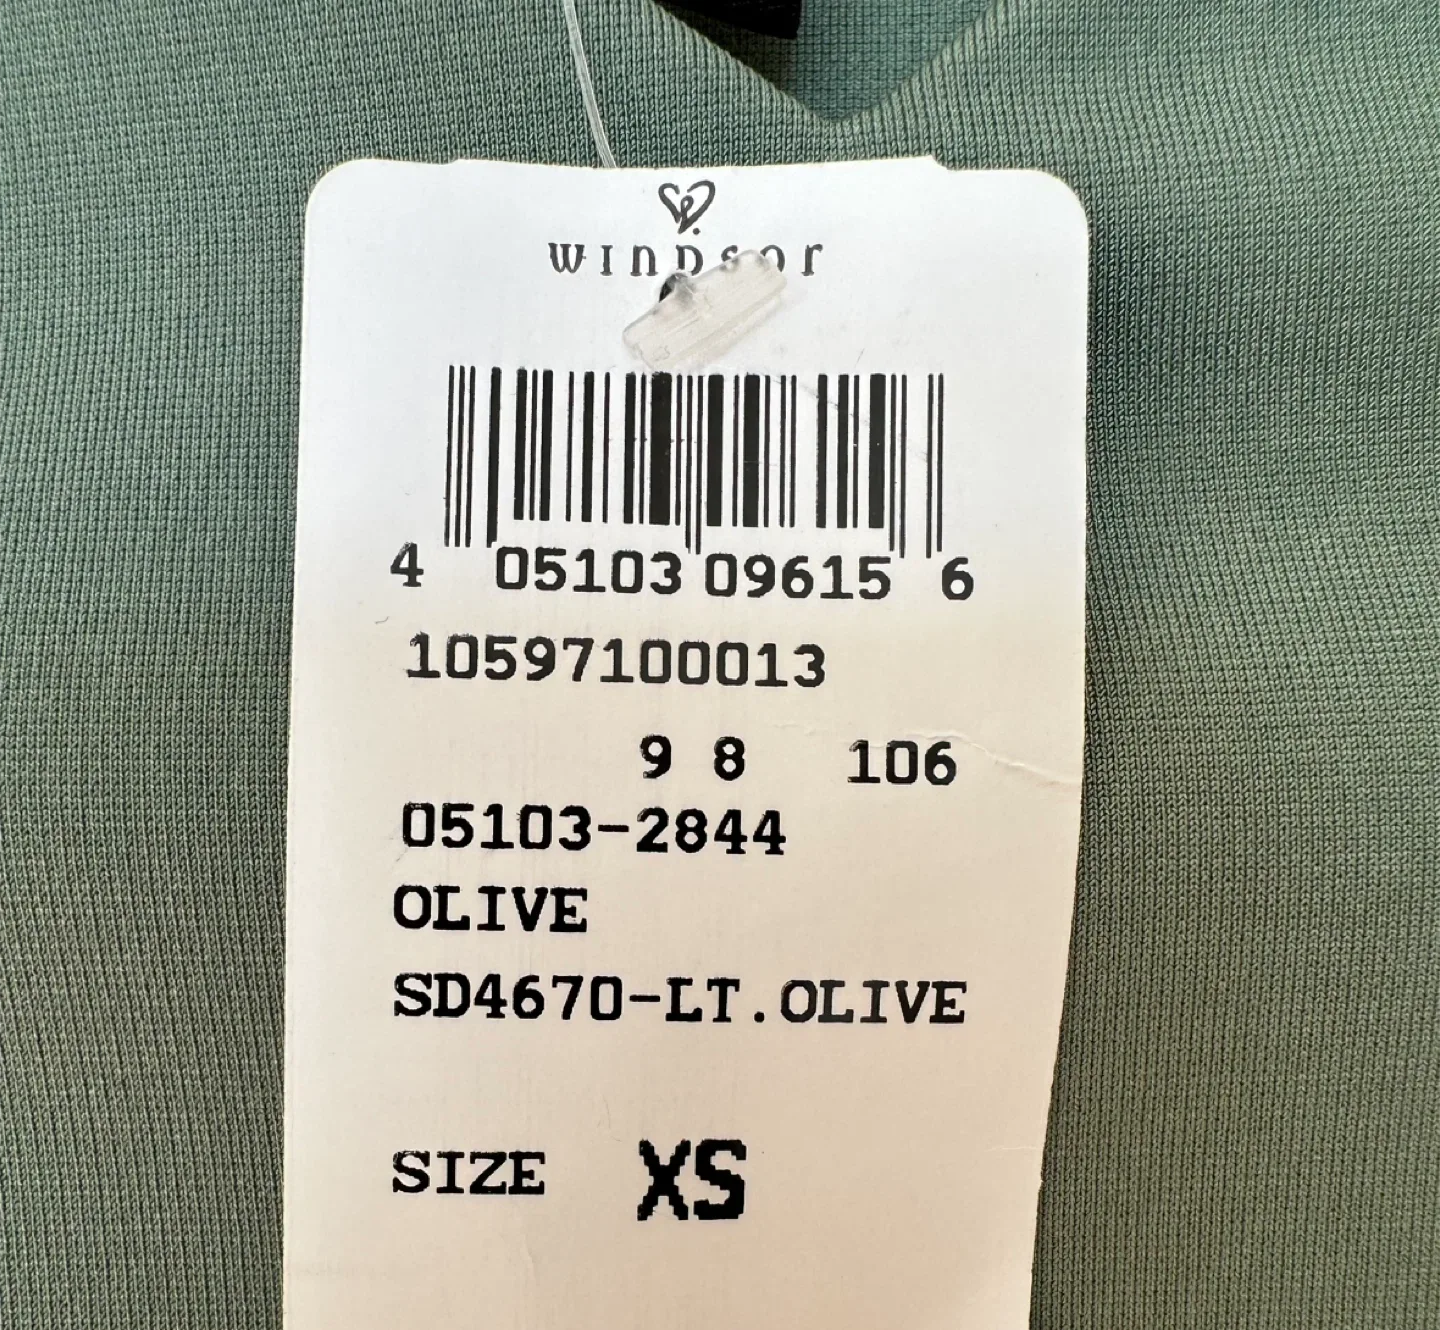 WINDSOR
4 05103 09615 6
10597100013
9 8 106
05103-2844
OLIVE
SD4670-LT.OLIVE
SIZE XS